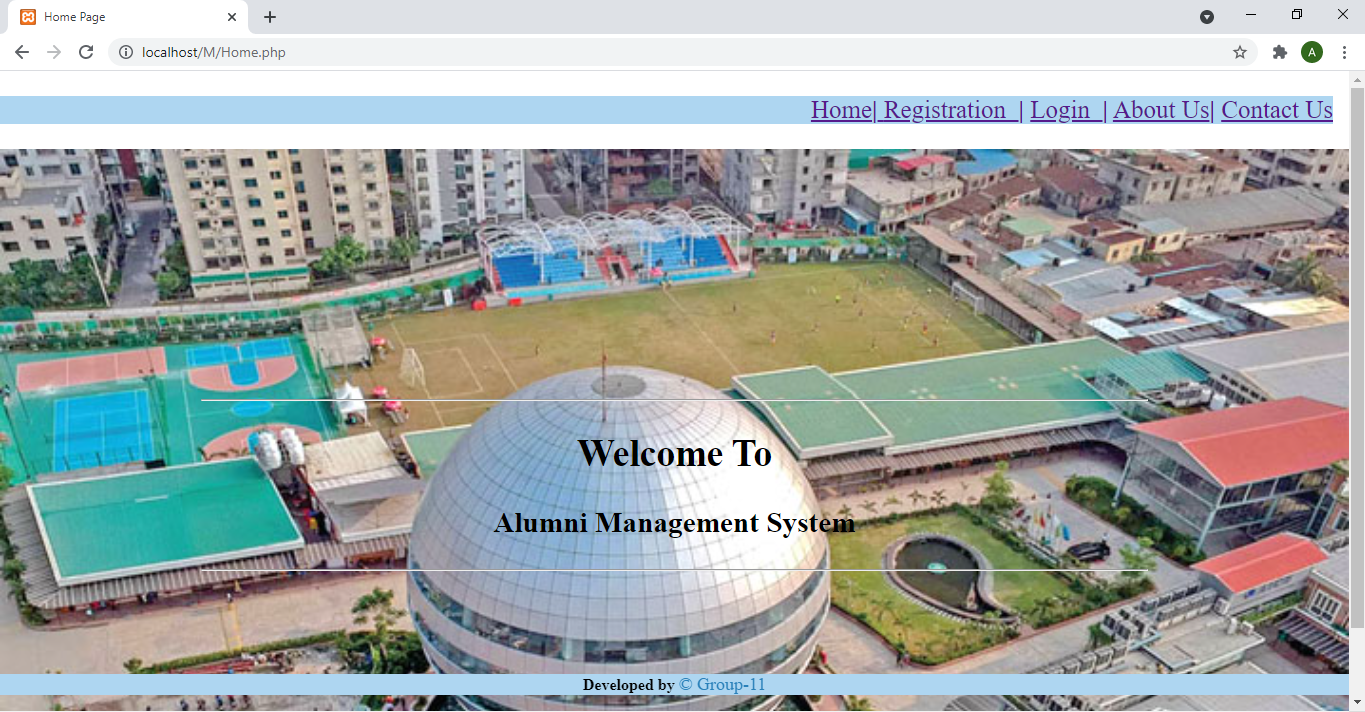 Home Page
localhost/M/Home.php
A
Home| Registration | Login | About Us| Contact Us
Welcome To
Alumni Management System
Developed by © Group-11